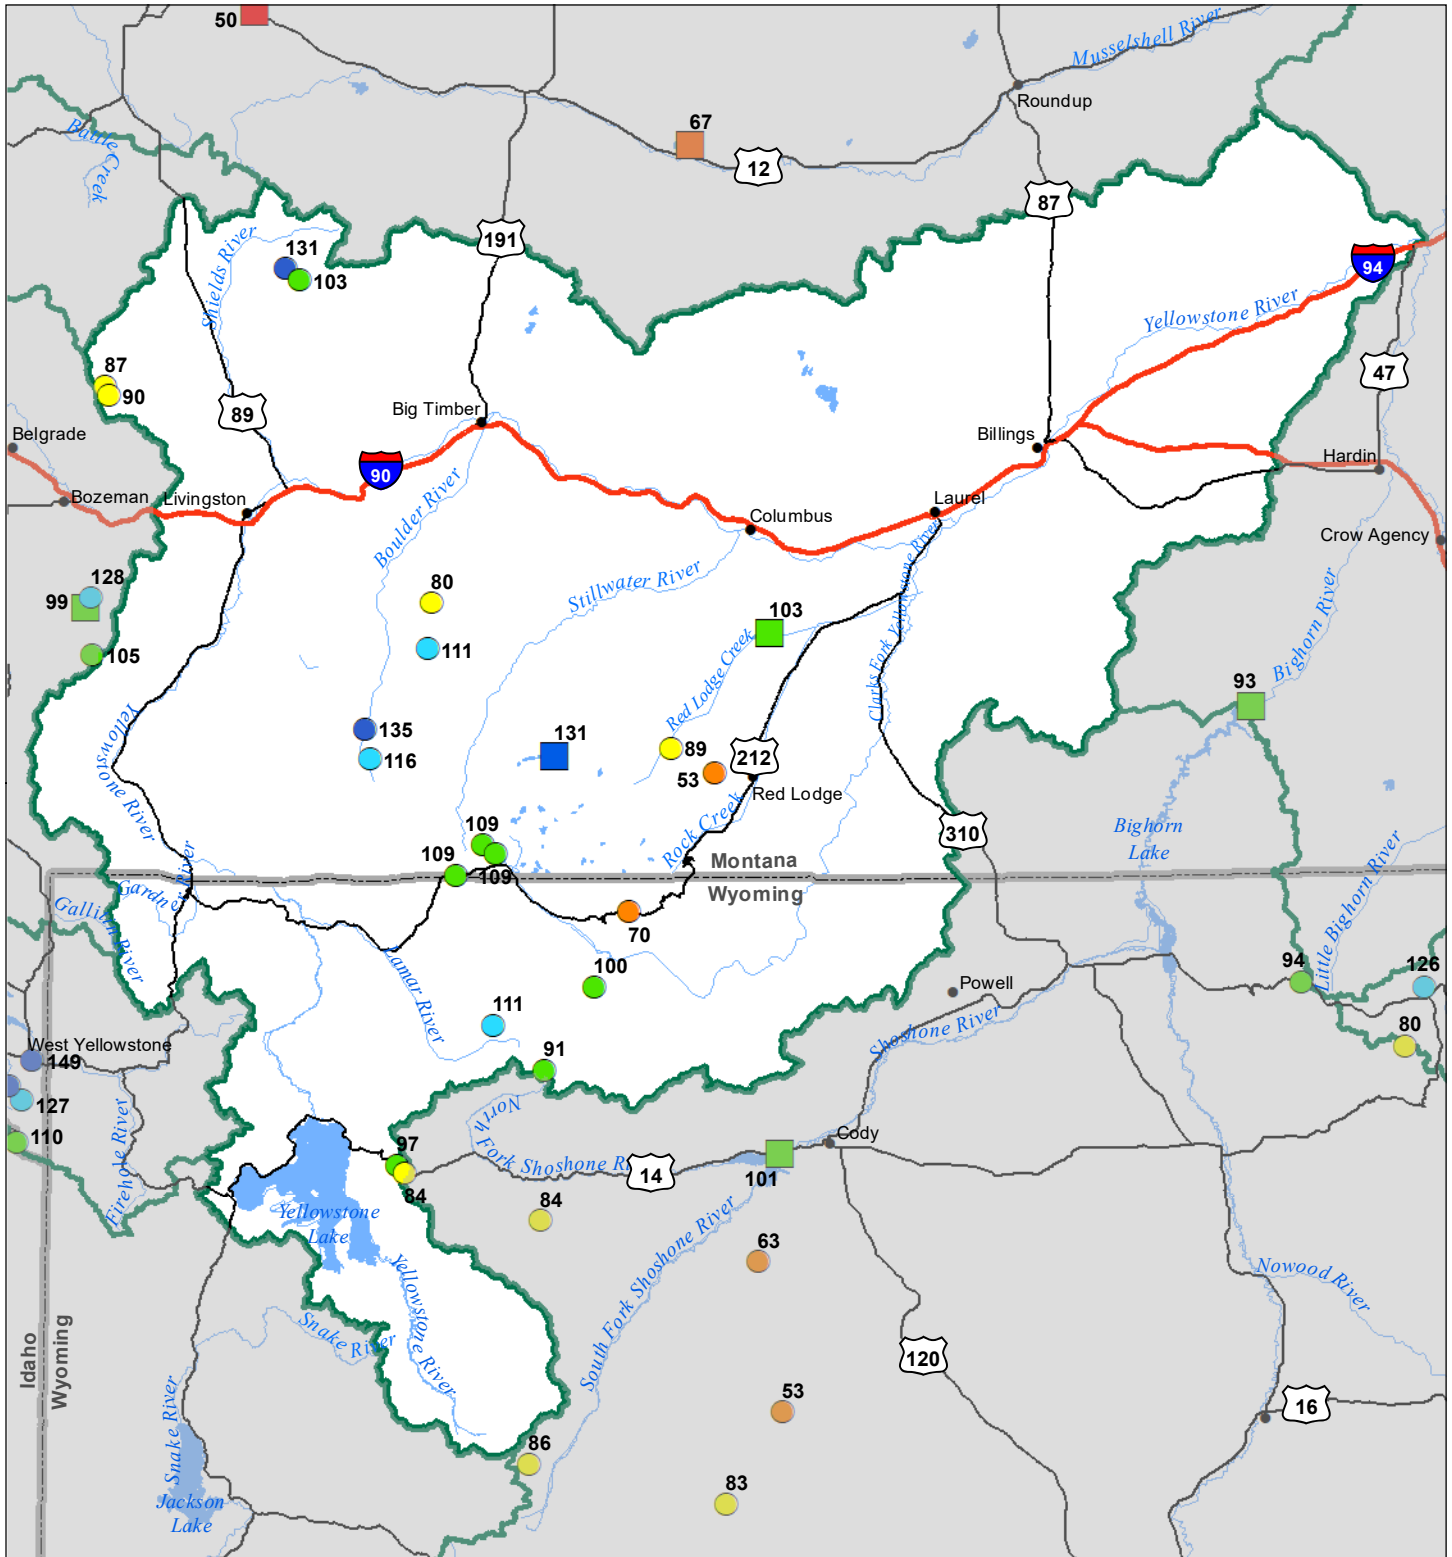 50
Musselshell River
Roundup
67
12
Battle Creek
87
191
Shields River
131
103
94
Yellowstone River
87
90
47
89
Big Timber
Belgrade
Billings
Hardin
90
Bozeman
Livingston
Laurel
Columbus
Crow Agency
Boulder River
Stillwater River
Clarks Fork Yellowstone River
128
99
80
103
105
111
Red Lodge Creek
Bighorn River
93
Yellowstone River
135
116
131
89
53
212
Red Lodge
Rock Creek
310
Bighorn
Lake
109
109
109
Montana
Wyoming
Gardner River
Gallitin River
Little Bighorn River
70
Lamar River
100
94
126
Powell
111
Shoshone River
80
West Yellowstone
149
91
127
110
Firehole River
North Fork Shoshone R
14
Cody
101
97
84
84
Yellowstone
Lake
Yellowstone River
South Fork Shoshone River
63
Nowood River
Snake River
Idaho
Wyoming
120
53
16
Snake River
86
83
Jackson
Lake